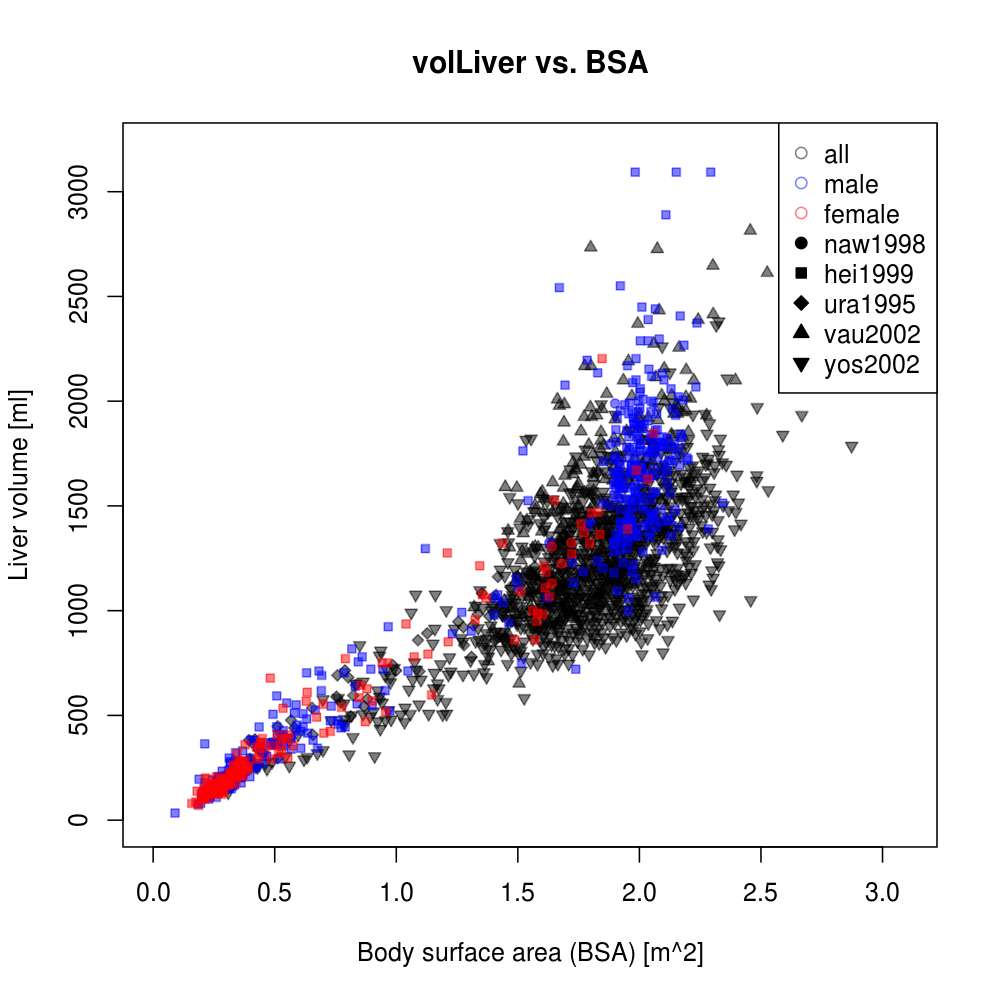 volLiver vs. BSA
all
male
female
naw1998
hei1999
ura1995
vau2002
yos2002
Liver volume [ml]
3000
2500
2000
1500
1000
500
0
0.0 0.5 1.0 1.5 2.0 2.5 3.0
Body surface area (BSA) [m^2]